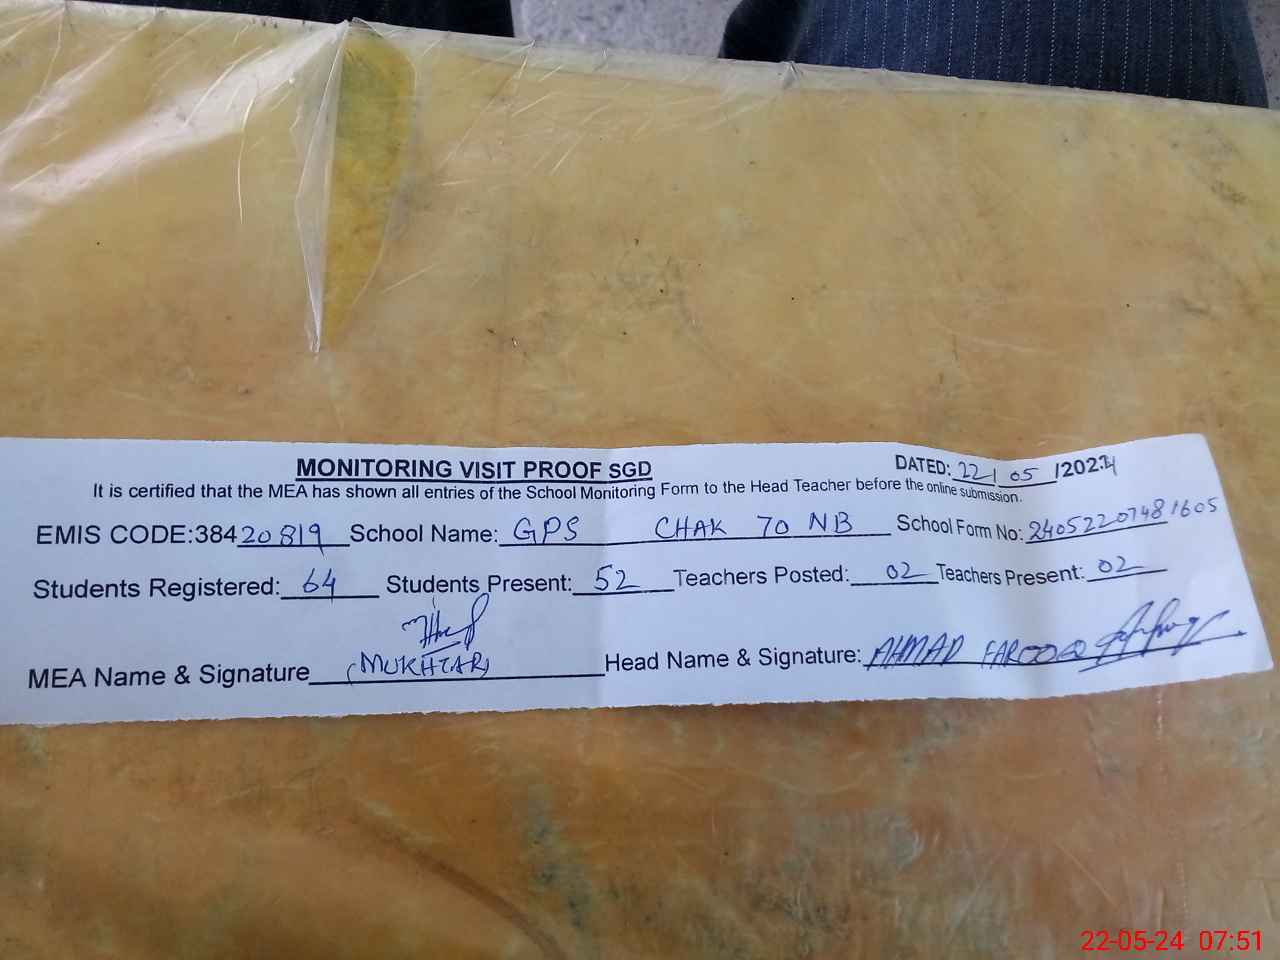 MONITORING VISIT PROOF SGD DATED: 22/05/2024
It is certified that the MEA has shown all entries of the School Monitoring Form to the Head Teacher before the online submission.
EMIS CODE:38420819 School Name: GPS CHAK 70 NB School Form No: 24052207481605
Students Registered: 64 Students Present: 52 Teachers Posted: 02 Teachers Present: 02
MEA Name & Signature (MUKHTAR) Head Name & Signature: AHMAD FAROOQ
22-05-24 07:51